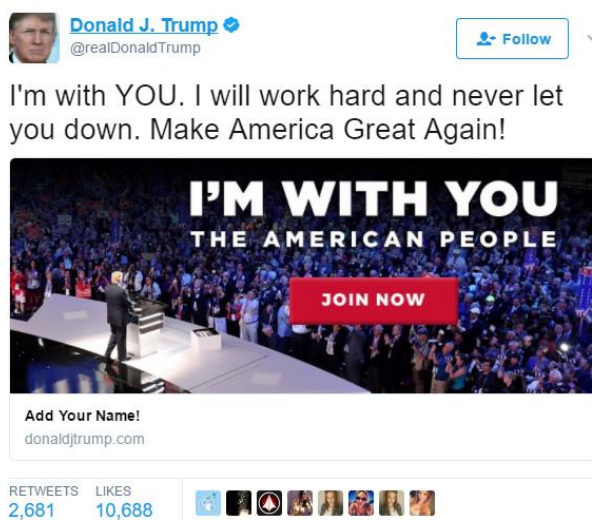 Donald J. Trump
@realDonaldTrump
Follow
I'm with YOU. I will work hard and never let
you down. Make America Great Again!
I'M WITH YOU
THE AMERICAN PEOPLE
JOIN NOW
Add Your Name!
donaldjtrump.com
RETWEETS LIKES
2,681 10,688